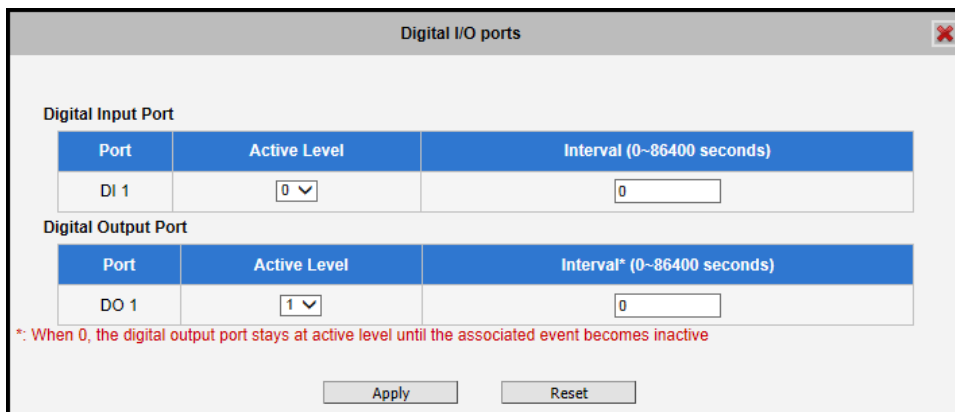 Digital I/O ports
Digital Input Port
Port Active Level Interval (0~86400 seconds)
DI 1 0 0
Digital Output Port
Port Active Level Interval* (0~86400 seconds)
DO 1 1 0
*: When 0, the digital output port stays at active level until the associated event becomes inactive
Apply Reset